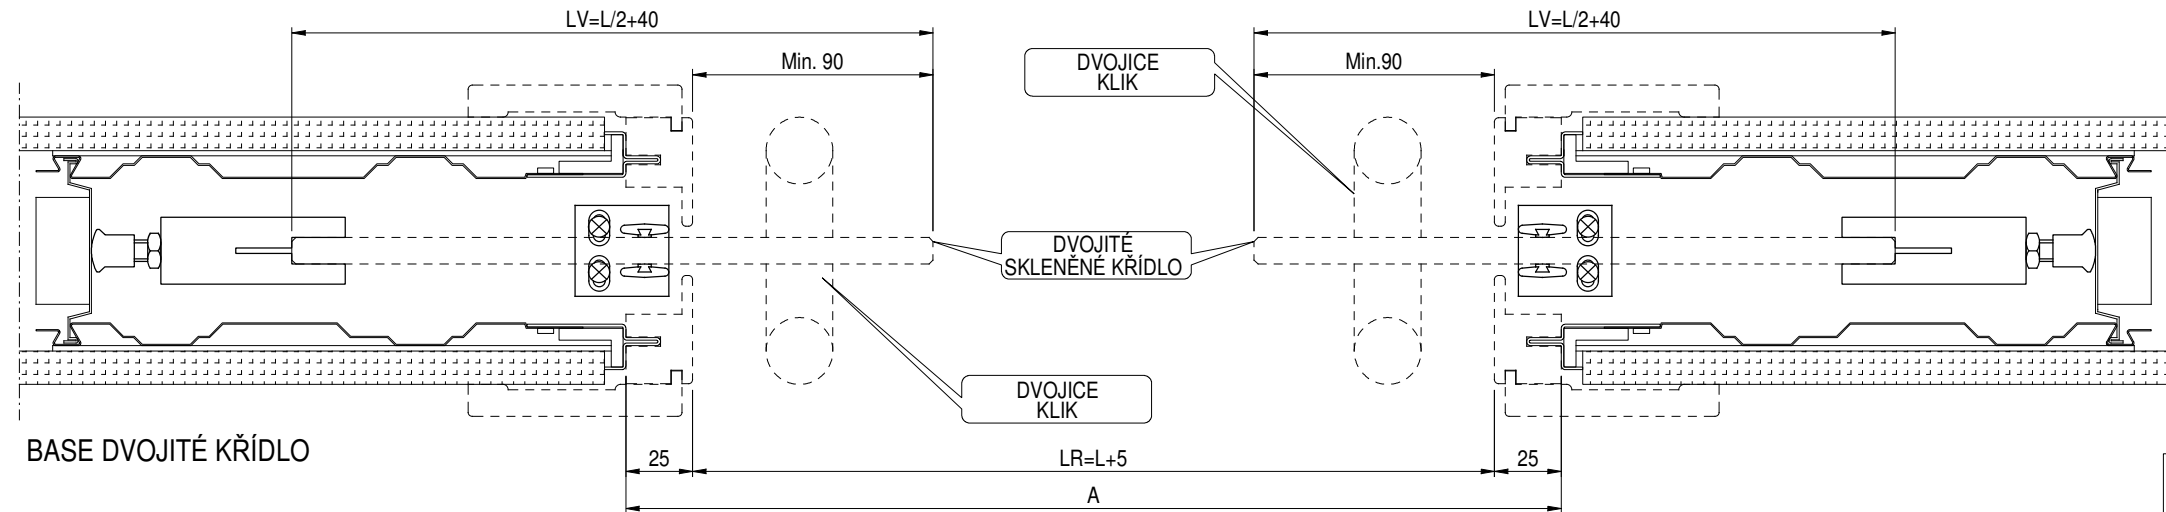 LV=L/2+40
LV=L/2+40
Min. 90
Min.90
DVOJICE
KLIK
DVOJITÉ
SKLENĚNÉ KŘÍDLO
DVOJICE
KLIK
BASE DVOJITÉ KŘÍDLO
25
LR=L+5
25
A